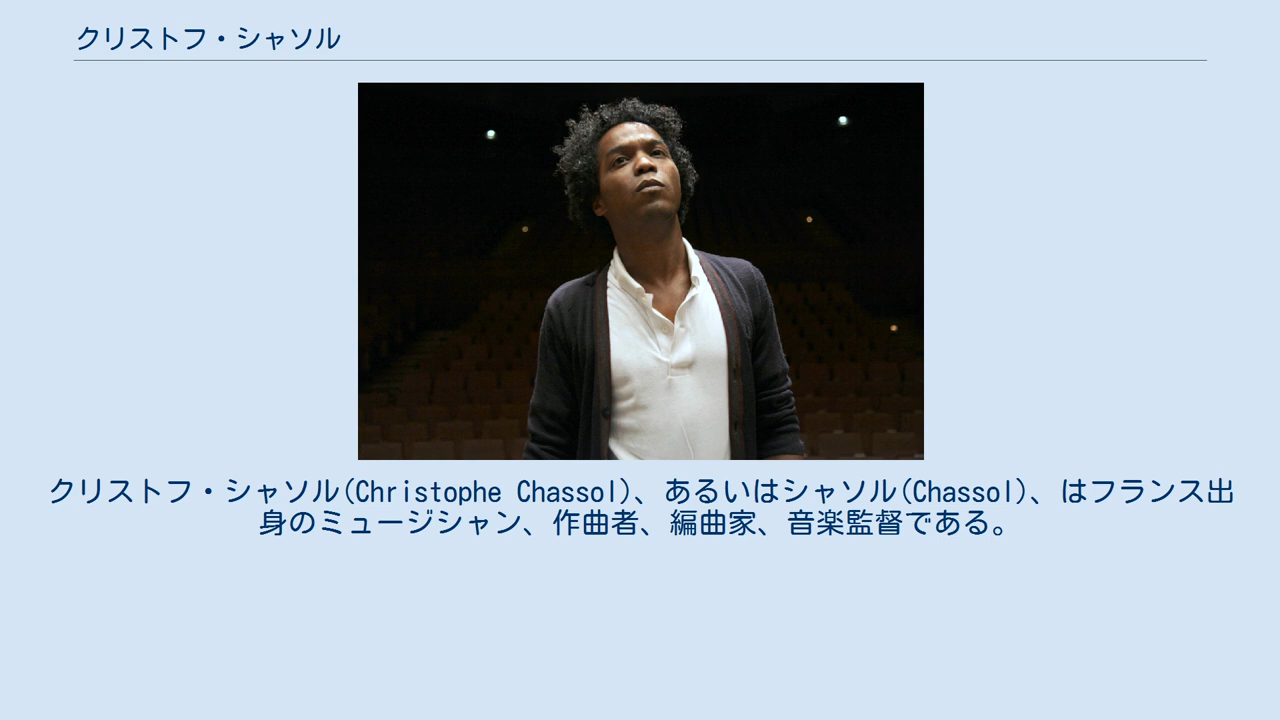 クリストフ・シャソル
クリストフ・シャソル(Christophe Chassol)、あるいはシャソル(Chassol)、はフランス出
身のミュージシャン、作曲者、編曲家、音楽監督である。